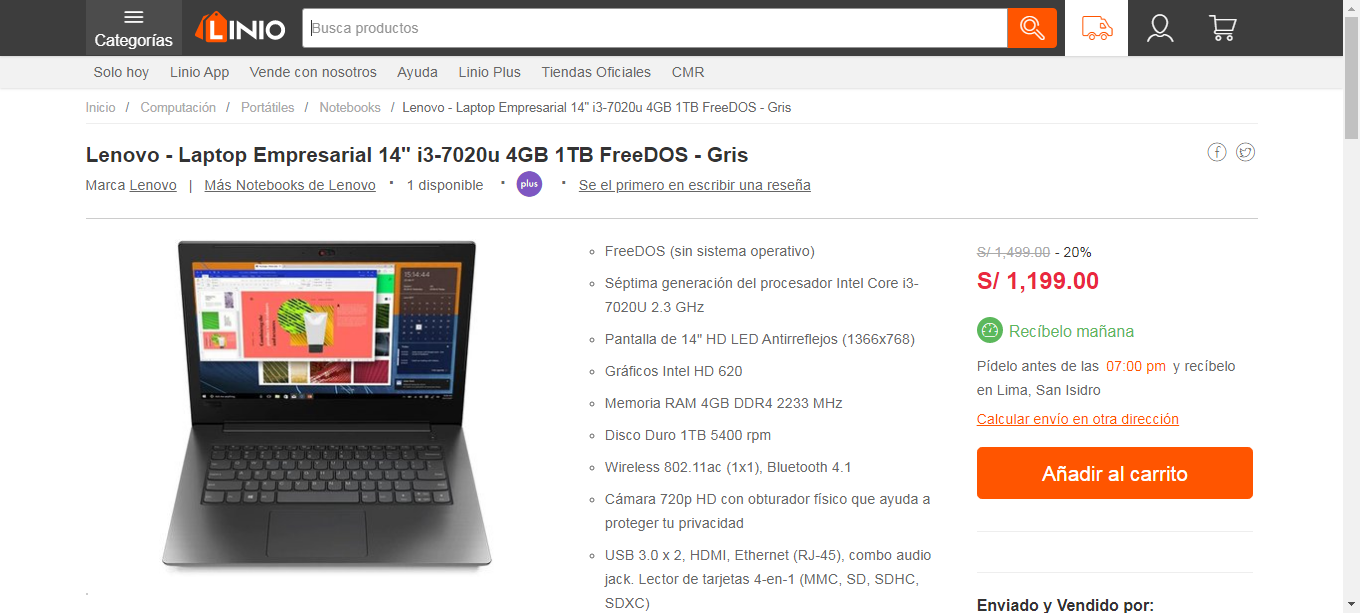 Categorías
LINIO
Busca productos
Solo hoy Linio App Vende con nosotros Ayuda Linio Plus Tiendas Oficiales CMR
Inicio / Computación / Portátiles / Notebooks / Lenovo - Laptop Empresarial 14" i3-7020u 4GB 1TB FreeDOS - Gris
Lenovo - Laptop Empresarial 14" i3-7020u 4GB 1TB FreeDOS - Gris
Marca Lenovo | Más Notebooks de Lenovo · 1 disponible · plus · Se el primero en escribir una reseña
15:14:44
FreeDOS (sin sistema operativo)
Séptima generación del procesador Intel Core i3-
7020U 2.3 GHz
Pantalla de 14" HD LED Antirreflejos (1366x768)
Gráficos Intel HD 620
Memoria RAM 4GB DDR4 2233 MHz
Disco Duro 1TB 5400 rpm
Wireless 802.11ac (1x1), Bluetooth 4.1
Cámara 720p HD con obturador físico que ayuda a
proteger tu privacidad
USB 3.0 x 2, HDMI, Ethernet (RJ-45), combo audio
jack. Lector de tarjetas 4-en-1 (MMC, SD, SDHC,
SDXC)
S/ 1,499.00 - 20%
S/ 1,199.00
Recíbelo mañana
Pídelo antes de las 07:00 pm y recíbelo
en Lima, San Isidro
Calcular envío en otra dirección
Añadir al carrito
Enviado y Vendido por: